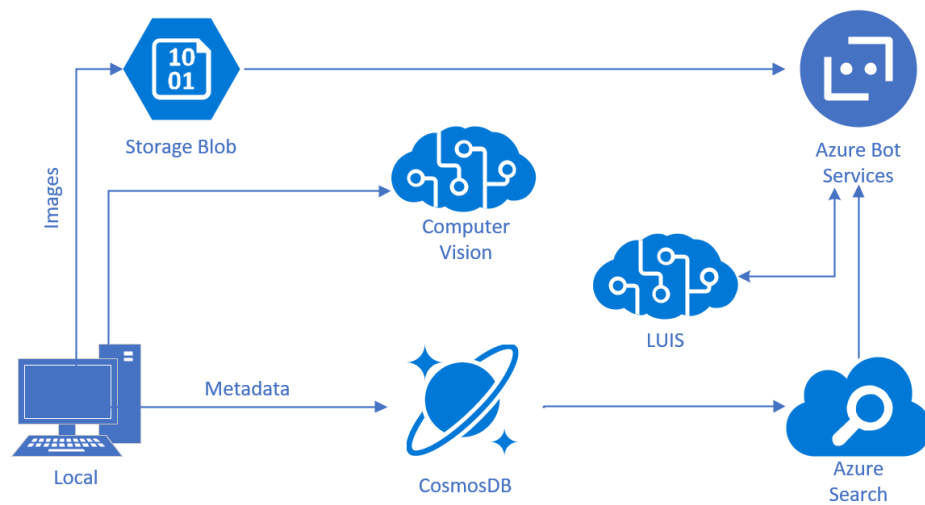 10
01
Storage Blob
Azure Bot
Services
Images
Computer
Vision
LUIS
Metadata
Local
CosmosDB
Azure
Search